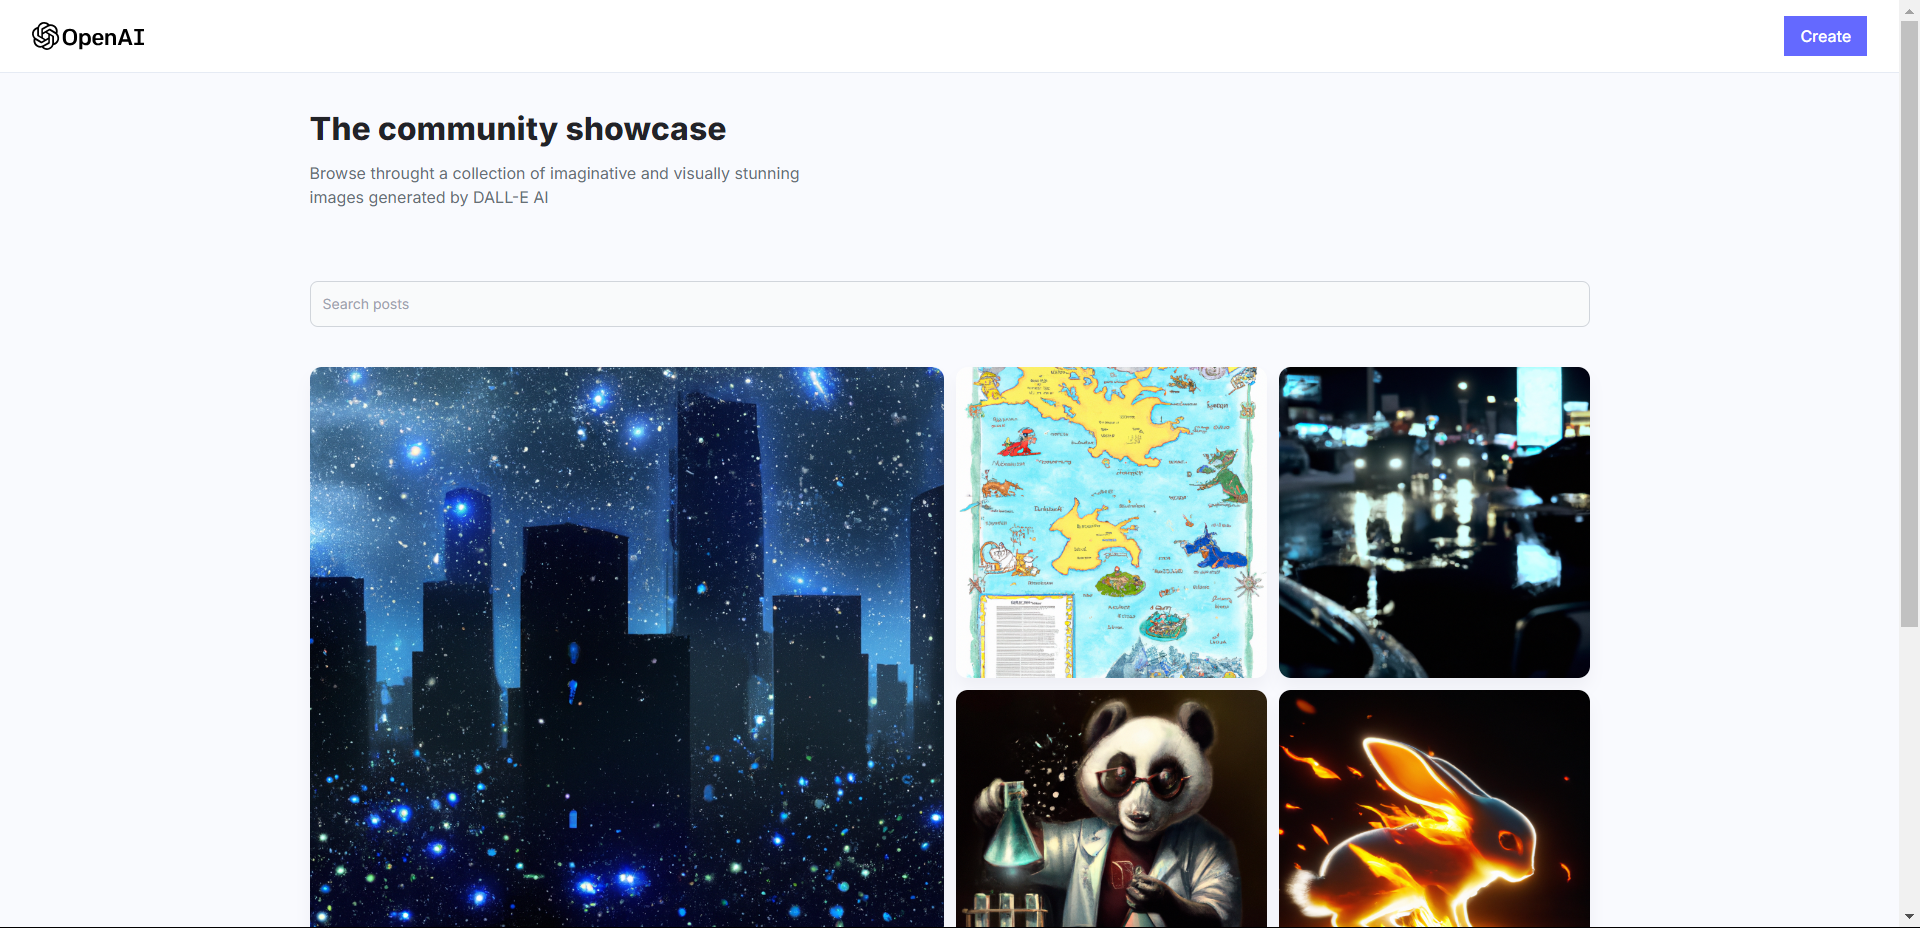 OpenAI
Create
The community showcase
Browse throught a collection of imaginative and visually stunning
images generated by DALL-E AI
Search posts